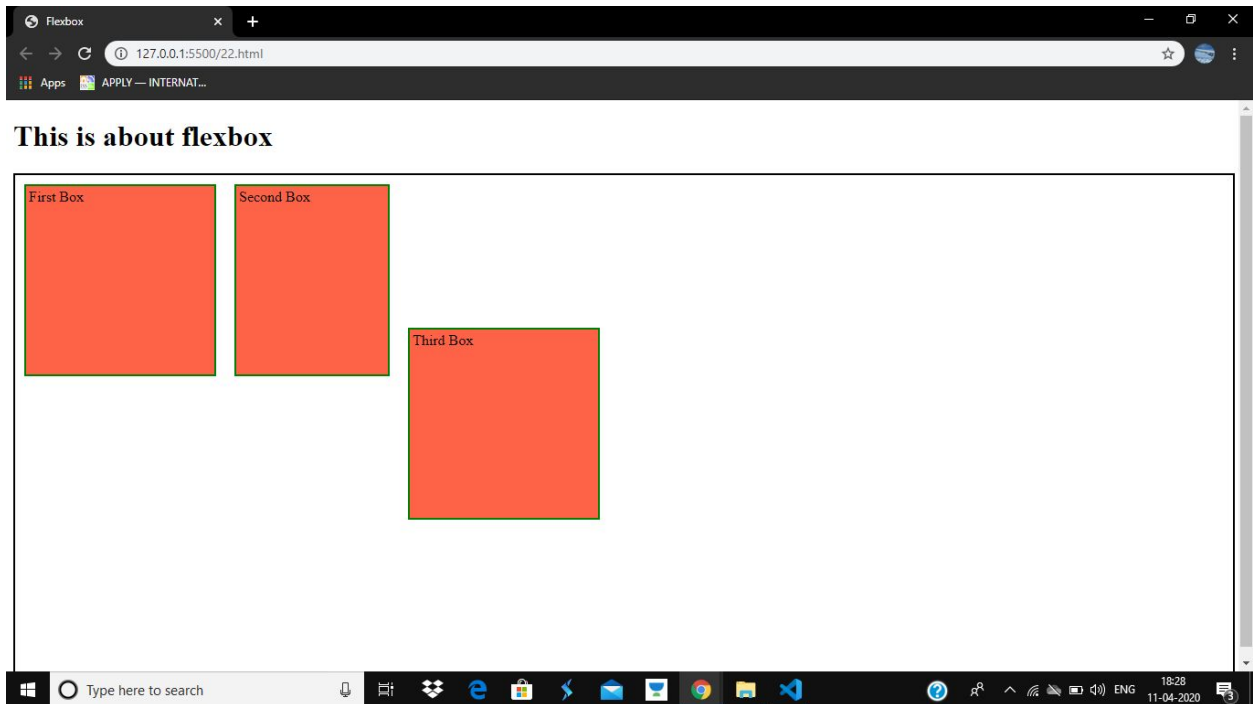 Flexbox
127.0.0.1:5500/22.html
Apps APPLY — INTERNAT...
This is about flexbox
First Box
Second Box
Third Box
Type here to search
ENG
18:28
11-04-2020
3